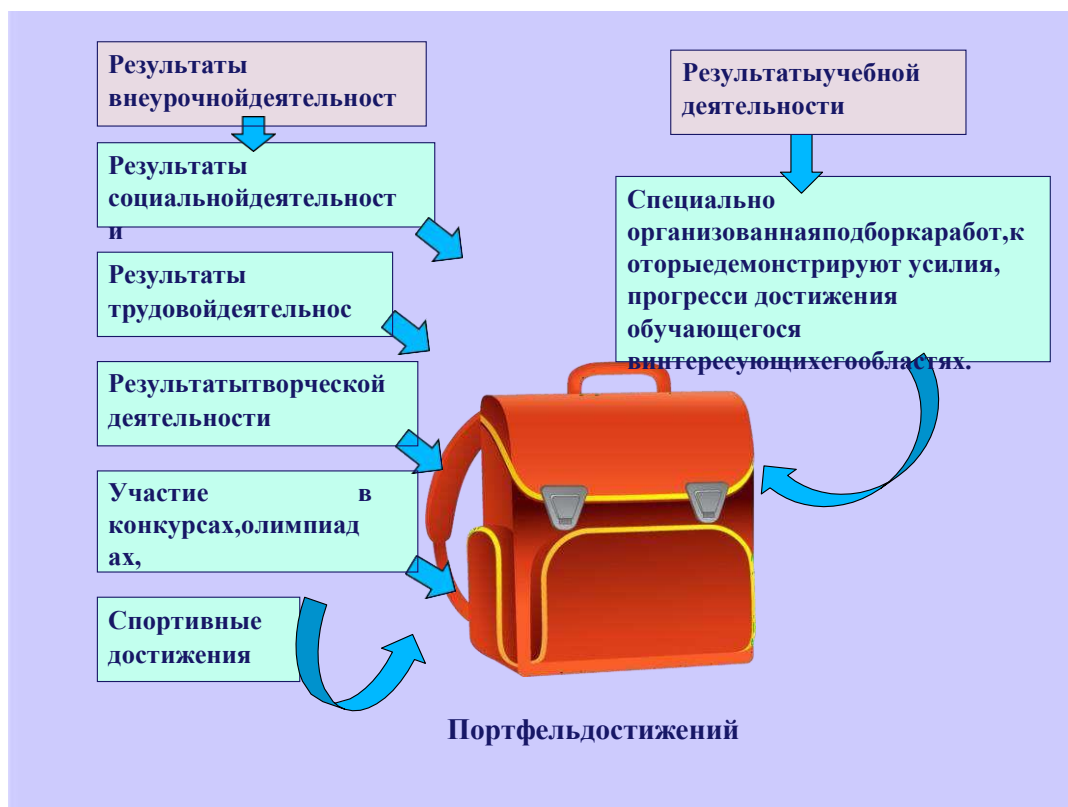 Результаты
внеурочнойдеятельност
Результаты
социальнойдеятельност
и
Результаты
трудовойдеятельнос
Результатытворческой
деятельности
Участие в
конкурсах,олимпиад
ах,
Спортивные
достижения
Результатыучебной
деятельности
Специально
организованнаяподборкаработ,к
оторыедемонстрируют усилия,
прогресси достижения
обучающегося
винтересующихегообластях.
Портфельдостижений